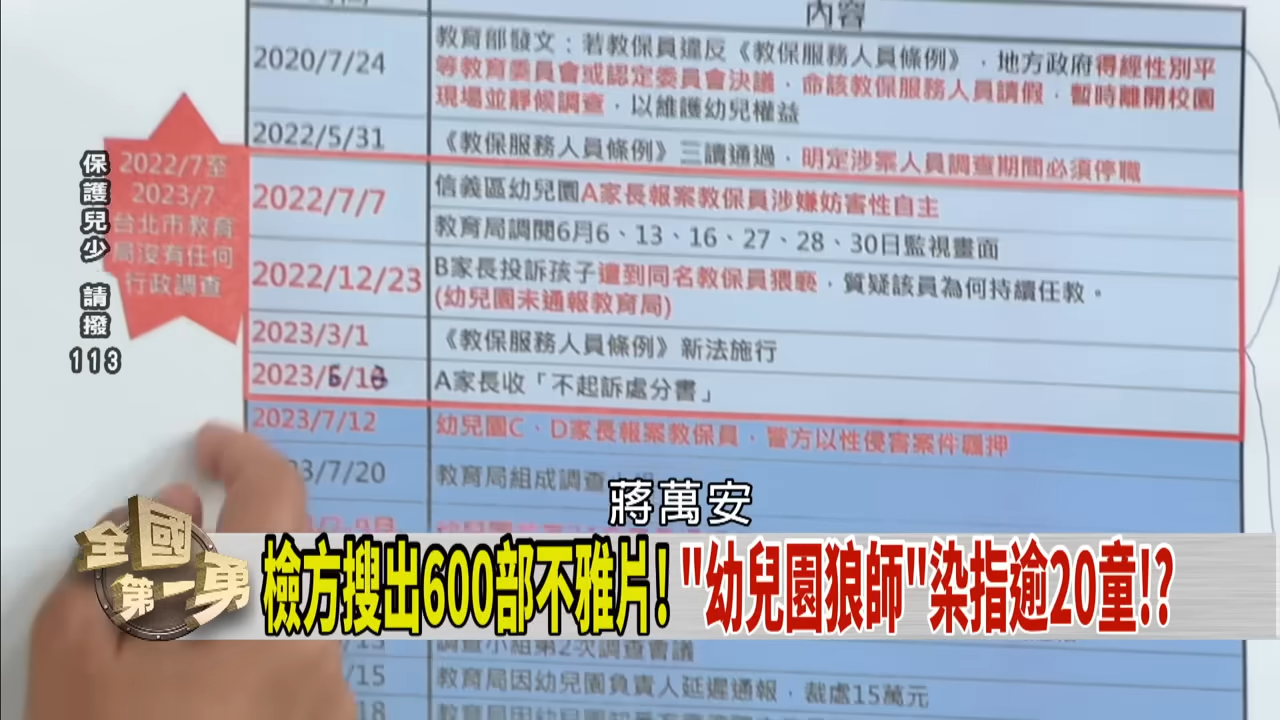 內容
2020/7/24
教育部發文：若教保員違反《教保服務人員條例》，地方政府得經性別平
等教育委員會或認定委員會決議，命該教保服務人員請假，暫時離開校園
現場並靜候調查，以維護幼兒權益
2022/5/31
《教保服務人員條例》三讀通過，明定涉案人員調查期間必須停職
2022/7至
2023/7
台北市教育
局沒有任何
行政調查
2022/7/7
信義區幼兒園A家長報案教保員涉嫌妨害性自主
教育局調閱6月6、13、16、27、28、30日監視畫面
2022/12/23
B家長投訴孩子遭到同名教保員猥褻，質疑該員為何持續任教。
(幼兒園未通報教育局)
2023/3/1
《教保服務人員條例》新法施行
A家長收「不起訴處分書」
2023/7/12
幼兒園C、D家長報案教保員，警方以性侵害案件羈押
3/7/20
教育局組成調查
保護兒少 請撥
113
蔣萬安
全國第一勇
檢方搜出600部不雅片! "幼兒園狼師"染指逾20童!?
調查小組第2次調查會議
/15
教育局因幼兒園負責人延遲通報，裁處15萬元